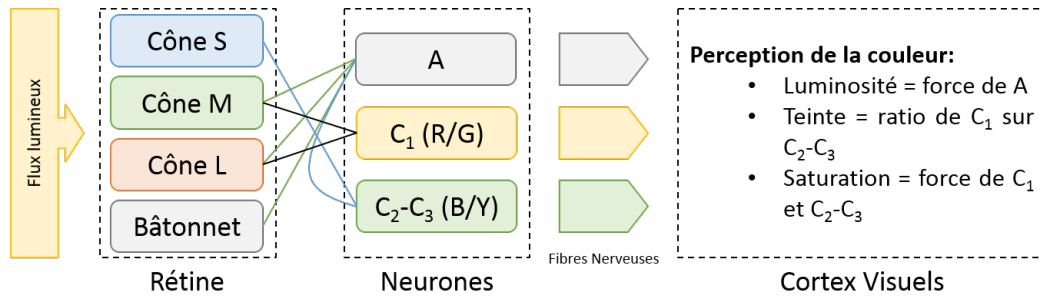 Flux lumineux
Cône S
Cône M
Cône L
Bâtonnet
Rétine
A
C₁ (R/G)
C₂-C₃ (B/Y)
Neurones
Fibres Nerveuses
Perception de la couleur:
• Luminosité = force de A
• Teinte = ratio de C₁ sur
C₂-C₃
• Saturation = force de C₁
et C₂-C₃
Cortex Visuels